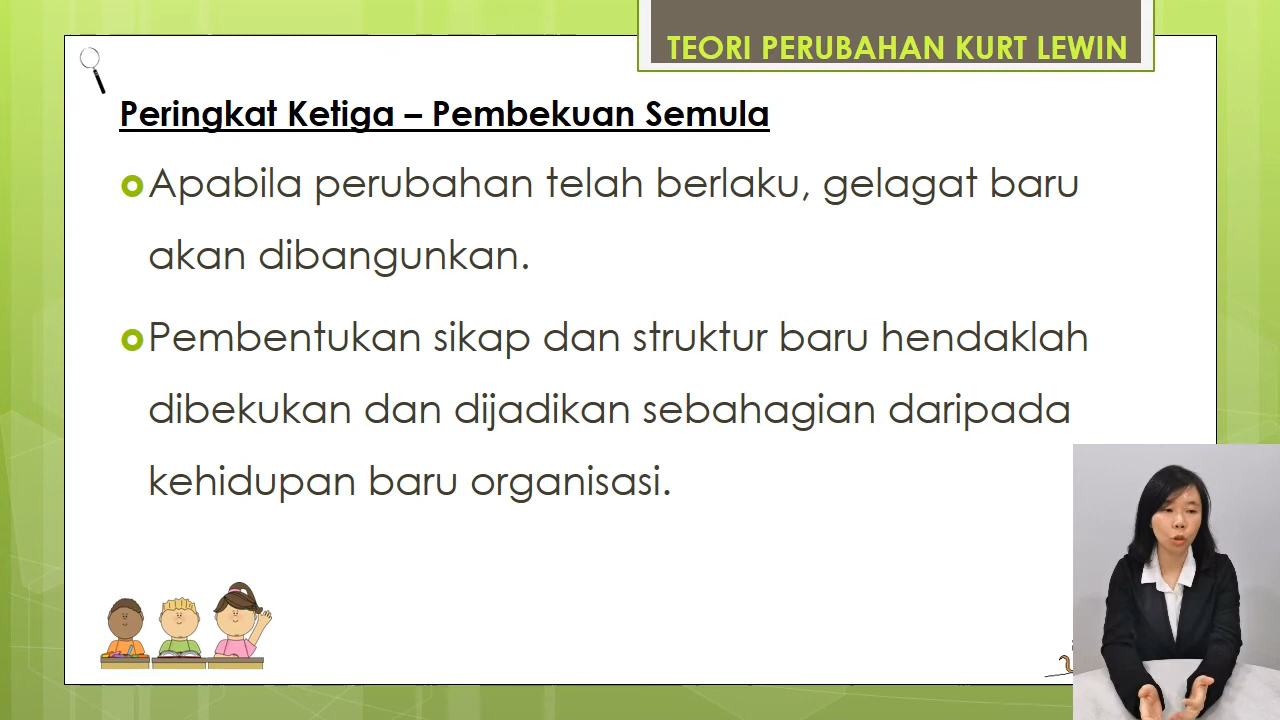 TEORI PERUBAHAN KURT LEWIN
Peringkat Ketiga – Pembekuan Semula
Apabila perubahan telah berlaku, gelagat baru
akan dibangunkan.
Pembentukan sikap dan struktur baru hendaklah
dibekukan dan dijadikan sebahagian daripada
kehidupan baru organisasi.